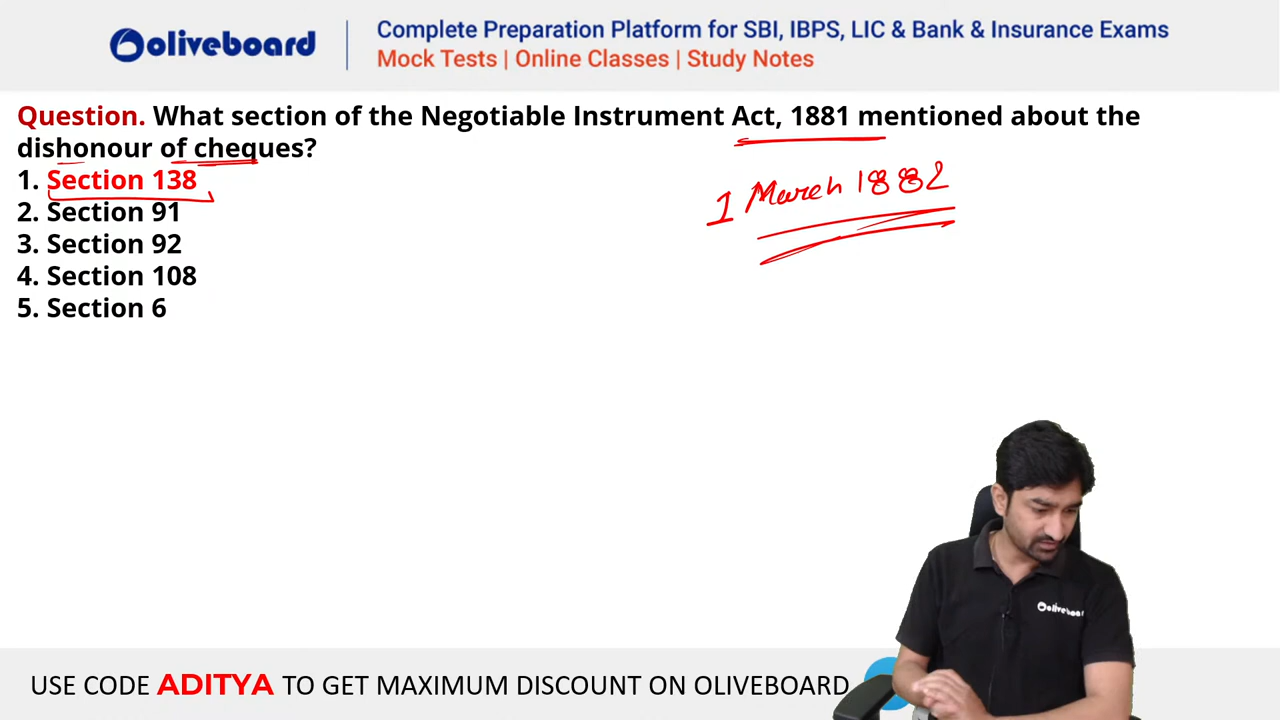 oliveboard
Complete Preparation Platform for SBI, IBPS, LIC & Bank & Insurance Exams
Mock Tests | Online Classes | Study Notes
Question. What section of the Negotiable Instrument Act, 1881 mentioned about the
dishonour of cheques?
1. Section 138
2. Section 91
3. Section 92
4. Section 108
5. Section 6
1 March 1882
oliveboard
USE CODE ADITYA TO GET MAXIMUM DISCOUNT ON OLIVEBOARD